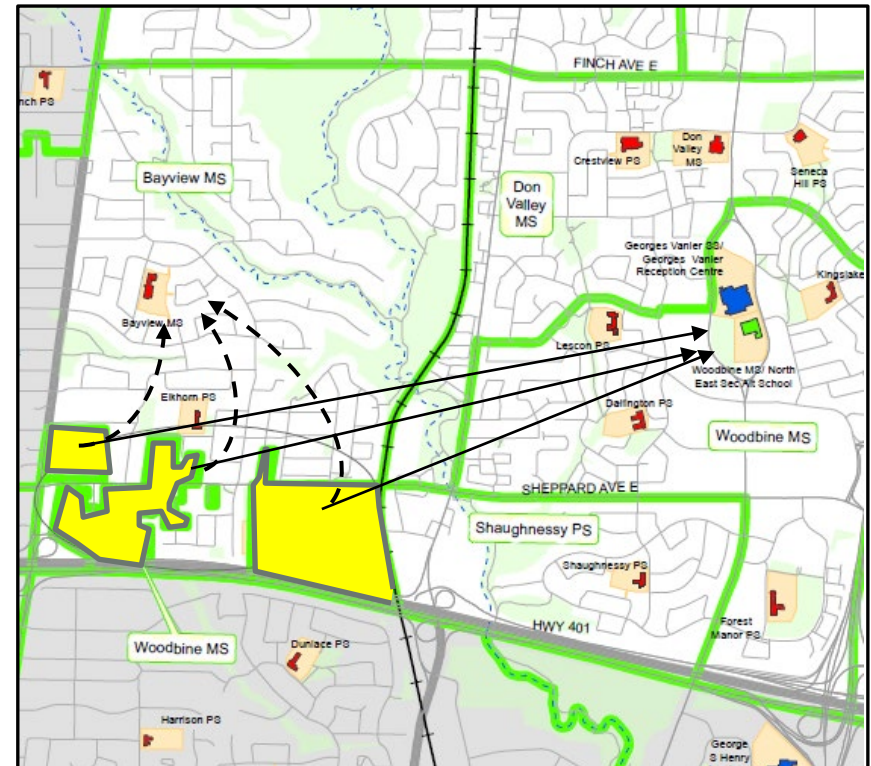 FINCH AVE E
nch PS
Crestview PS
Don
Valley
MS
Seneca
Hill PS
Bayview MS
Don
Valley
MS
Georges Vanier SS/
Georges Vanier
Reception Centre
Kingslake
Bayview MS
Lescon PS
Woodbine MS/ North
East Sec Alt School
Elkhorn PS
Dallington PS
Woodbine MS
SHEPPARD AVE E
Shaughnessy PS
Shaughnessy PS
Forest
Manor PS
HWY 401
Woodbine MS
Dunlace PS
Harrison PS
George
S Henry